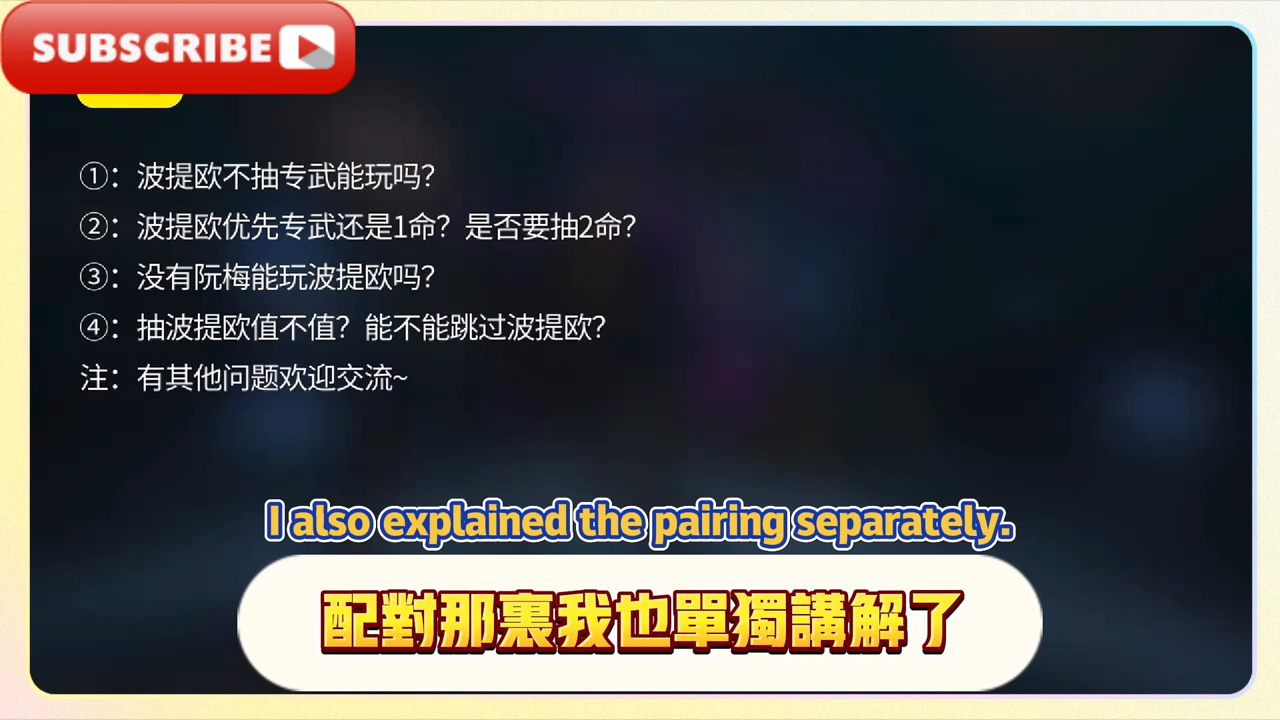 SUBSCRIBE
①：波提欧不抽专武能玩吗？
②：波提欧优先专武还是1命？是否要抽2命？
③：没有阮梅能玩波提欧吗？
④：抽波提欧值不值？能不能跳过波提欧？
注：有其他问题欢迎交流~
I also explained the pairing separately.
配對那裏我也單獨講解了